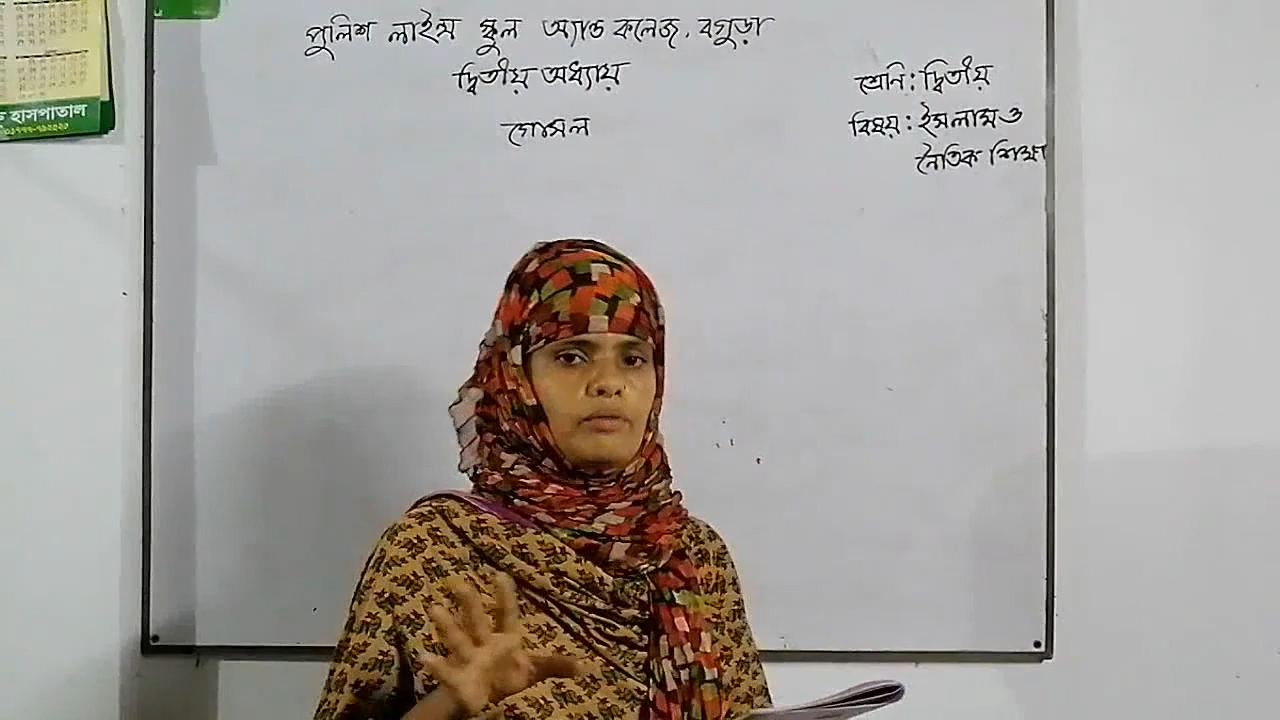 পুলিশ লাইন্স স্কুল অ্যান্ড কলেজ, বগুড়া
দ্বিতীয় অধ্যায়
গোসল
শ্রেনি: দ্বিতীয়
বিষয়: ইসলাম ও
নৈতিক শিক্ষা
হাসপাতাল